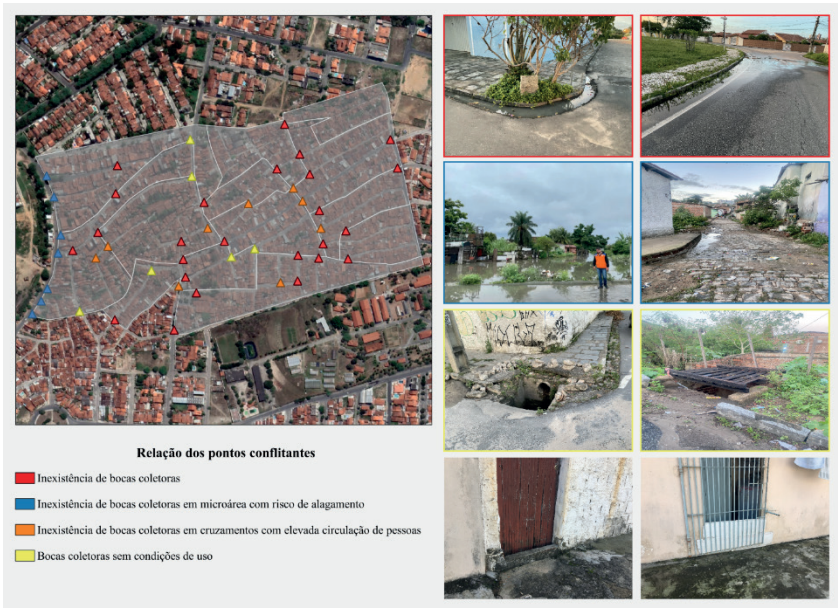 Relação dos pontos conflitantes
Inexistência de bocas coletoras
Inexistência de bocas coletoras em microárea com risco de alagamento
Inexistência de bocas coletoras em cruzamentos com elevada circulação de pessoas
Bocas coletoras sem condições de uso